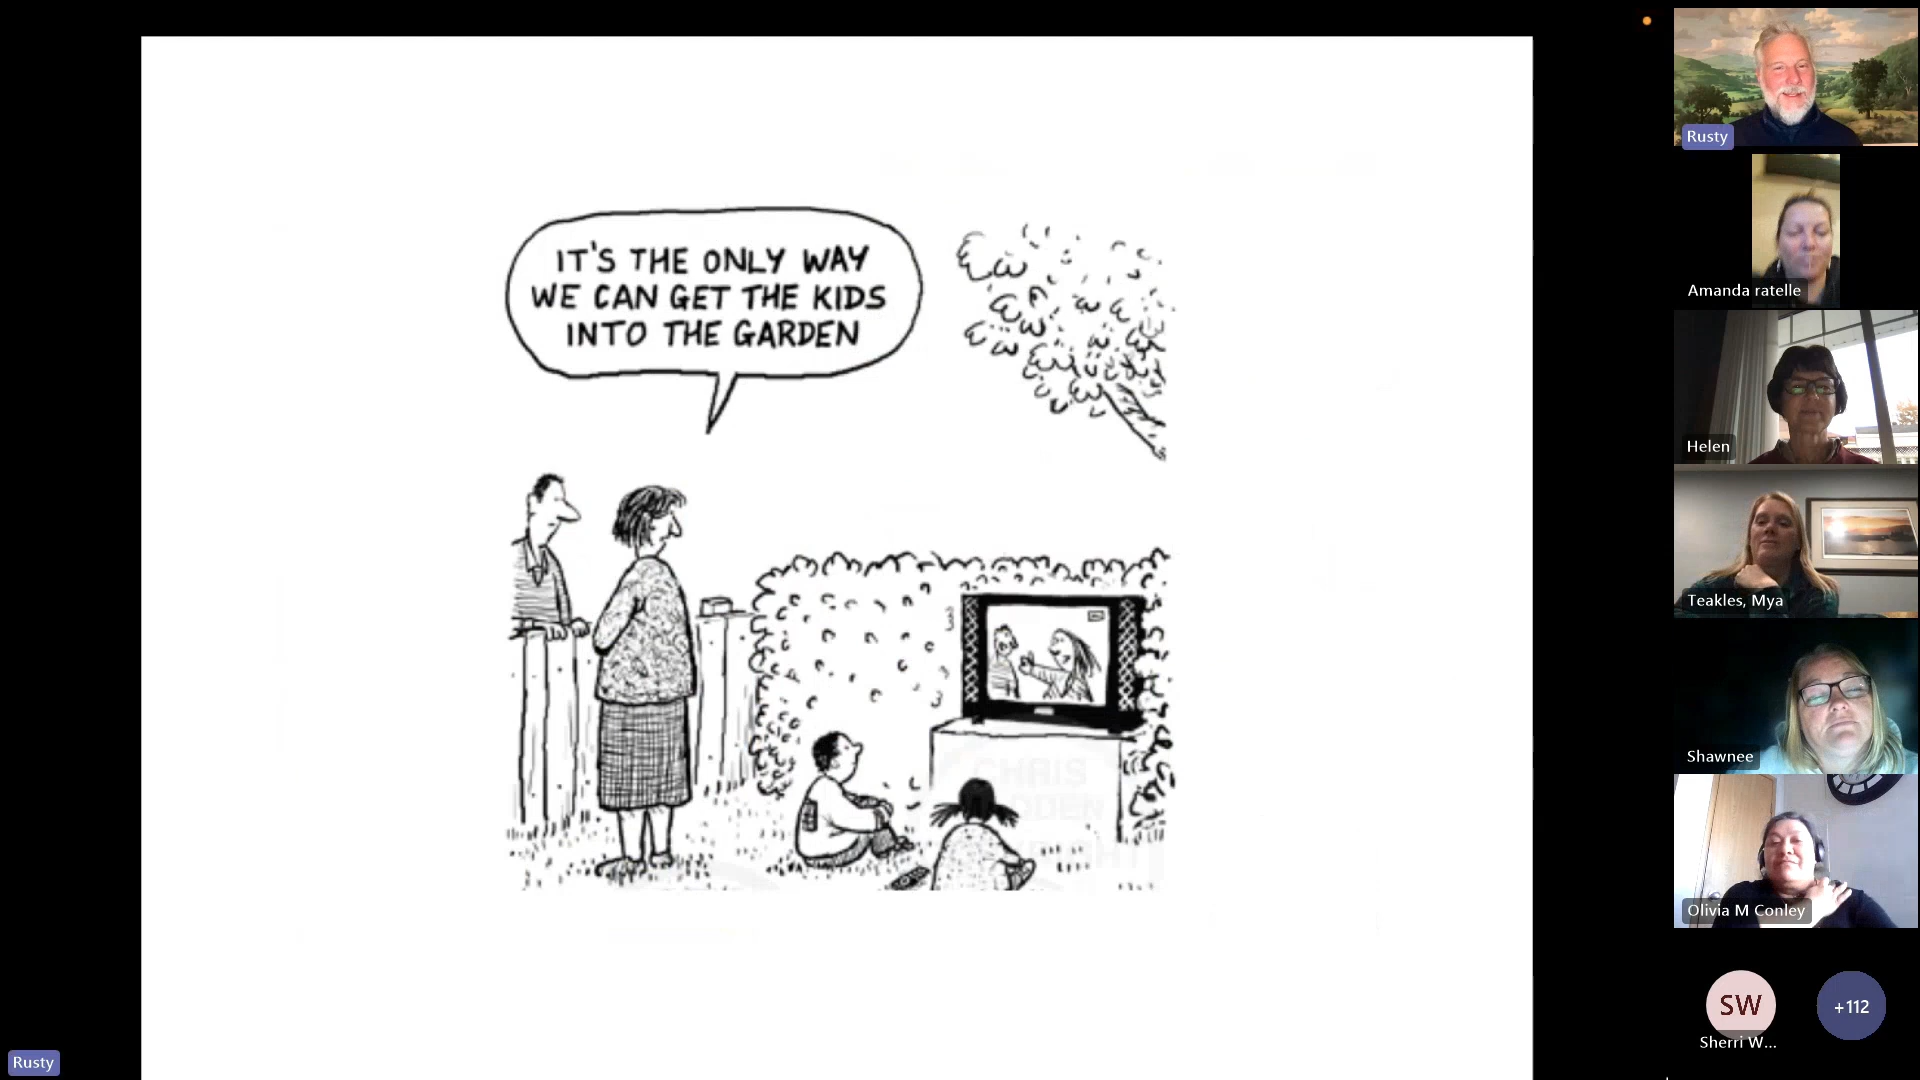 IT'S THE ONLY WAY
WE CAN GET THE KIDS
INTO THE GARDEN
CHRIS
Rusty
Amanda ratelle
Helen
Teakles, Mya
Shawnee
Olivia M Conley
SW
+112
Sherri W...
Rusty